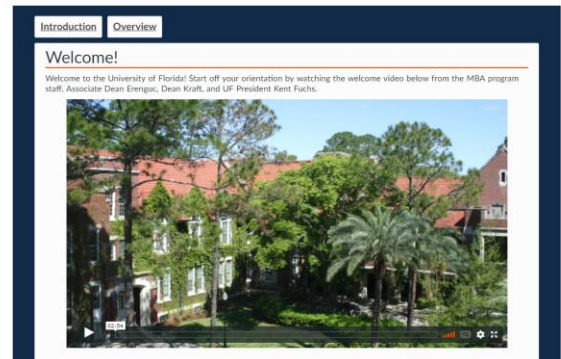 Introduction Overview
Welcome!
Welcome to the University of Florida! Start off your orientation by watching the welcome video below from the MBA program
staff, Associate Dean Erenguc, Dean Kraft, and UF President Kent Fuchs.
02:54